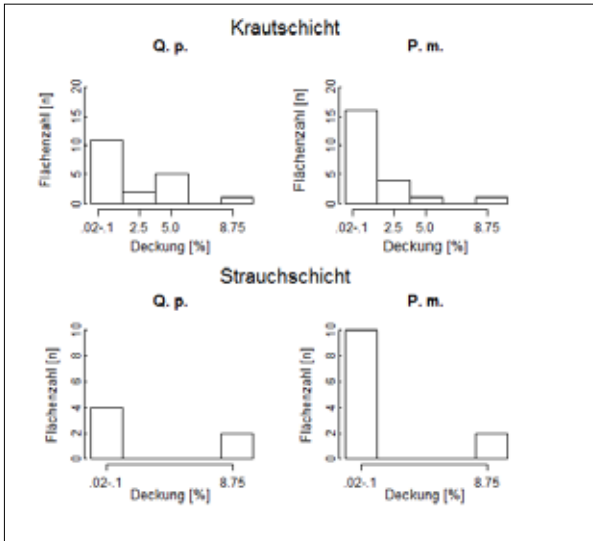 Krautschicht
Q. p. P. m.
Flächenzahl [n] 0 5 10 15 20 Flächenzahl [n] 0 5 10 15 20
.02-.1 2.5 5.0 8.75 .02-.1 2.5 5.0 8.75
Deckung [%] Deckung [%]
Strauchschicht
Q. p. P. m.
Flächenzahl [n] 0 2 4 6 8 10 Flächenzahl [n] 0 2 4 6 8 10
.02-.1 8.75 .02-.1 8.75
Deckung [%] Deckung [%]